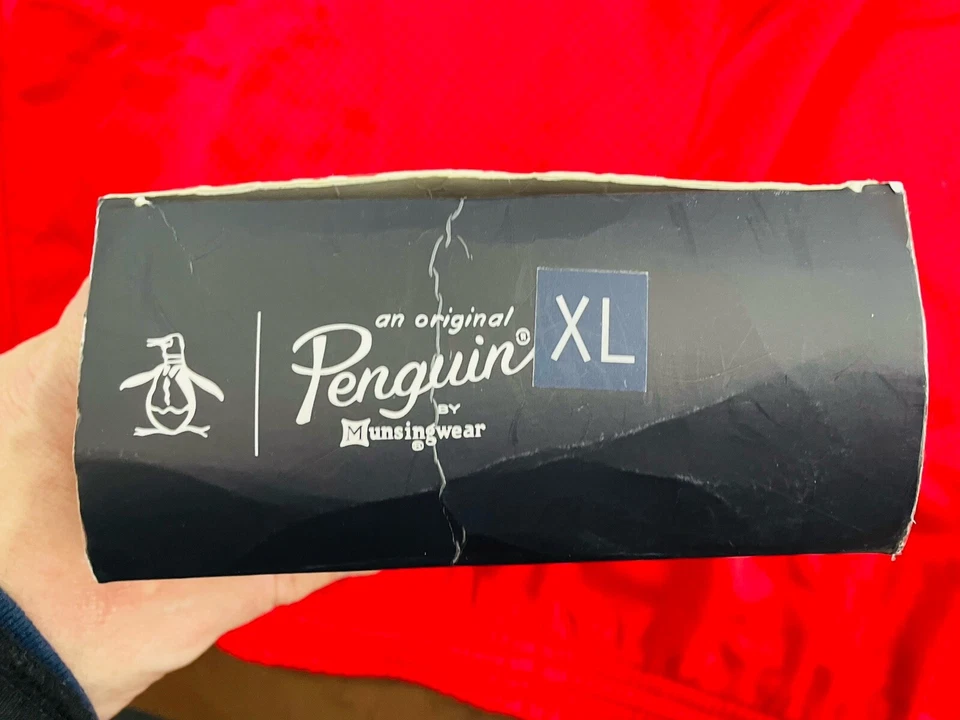 an original
Penguin®
BY
Munsingwear
®
XL